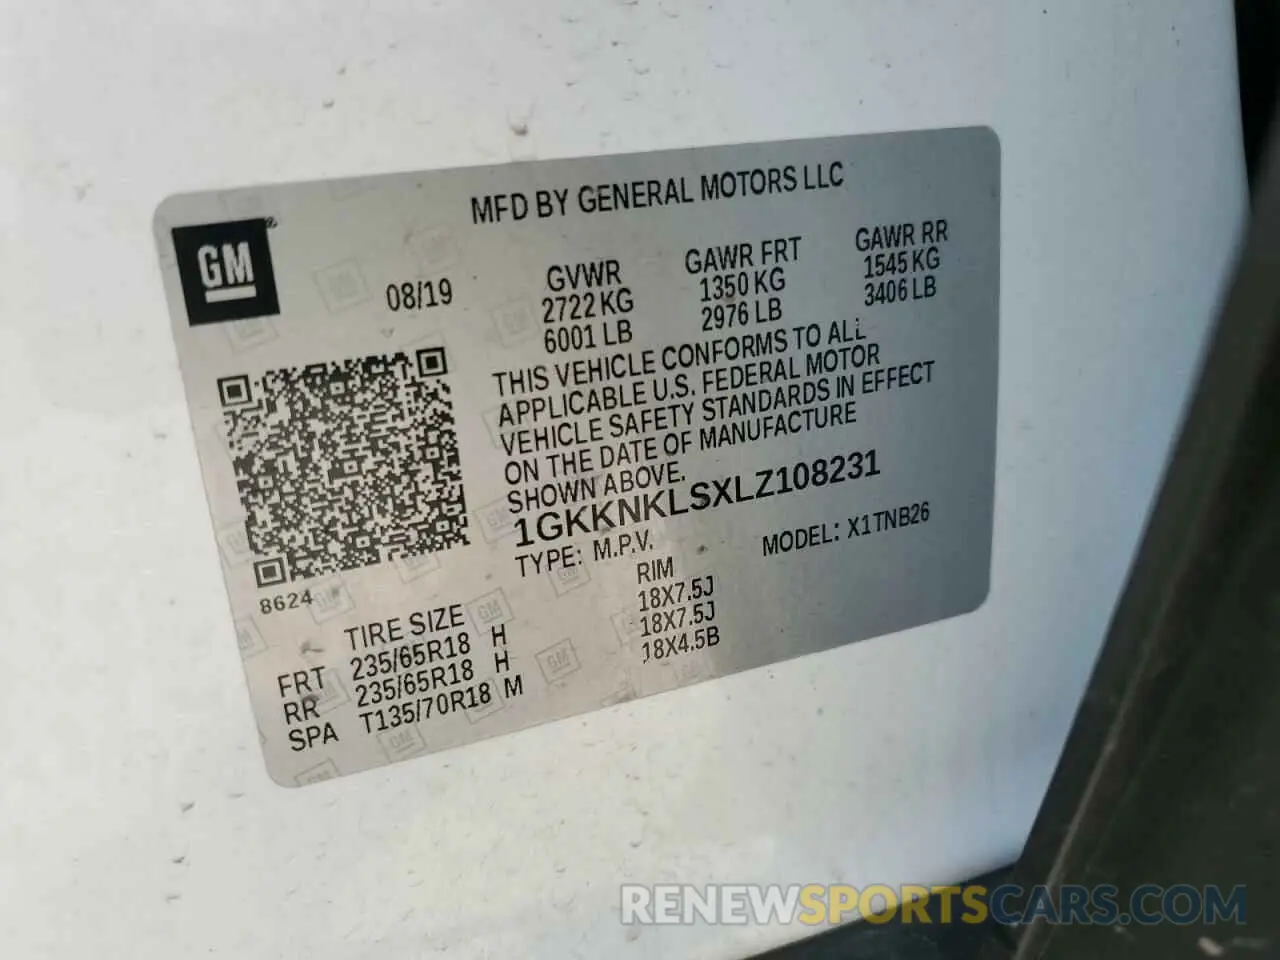 MFD BY GENERAL MOTORS LLC
GM®
08/19
GVWR
2722 KG
6001 LB
GAWR FRT
1350 KG
2976 LB
GAWR RR
1545 KG
3406 LB
THIS VEHICLE CONFORMS TO ALL
APPLICABLE U.S. FEDERAL MOTOR
VEHICLE SAFETY STANDARDS IN EFFECT
ON THE DATE OF MANUFACTURE
SHOWN ABOVE.
1GKKNKLSXLZ108231
TYPE: M.P.V. MODEL: X1TNB26
8624
TIRE SIZE RIM
FRT 235/65R18 H 18X7.5J
RR 235/65R18 H 18X7.5J
SPA T135/70R18 M 18X4.5B
RENEWSPORTSCARS.COM